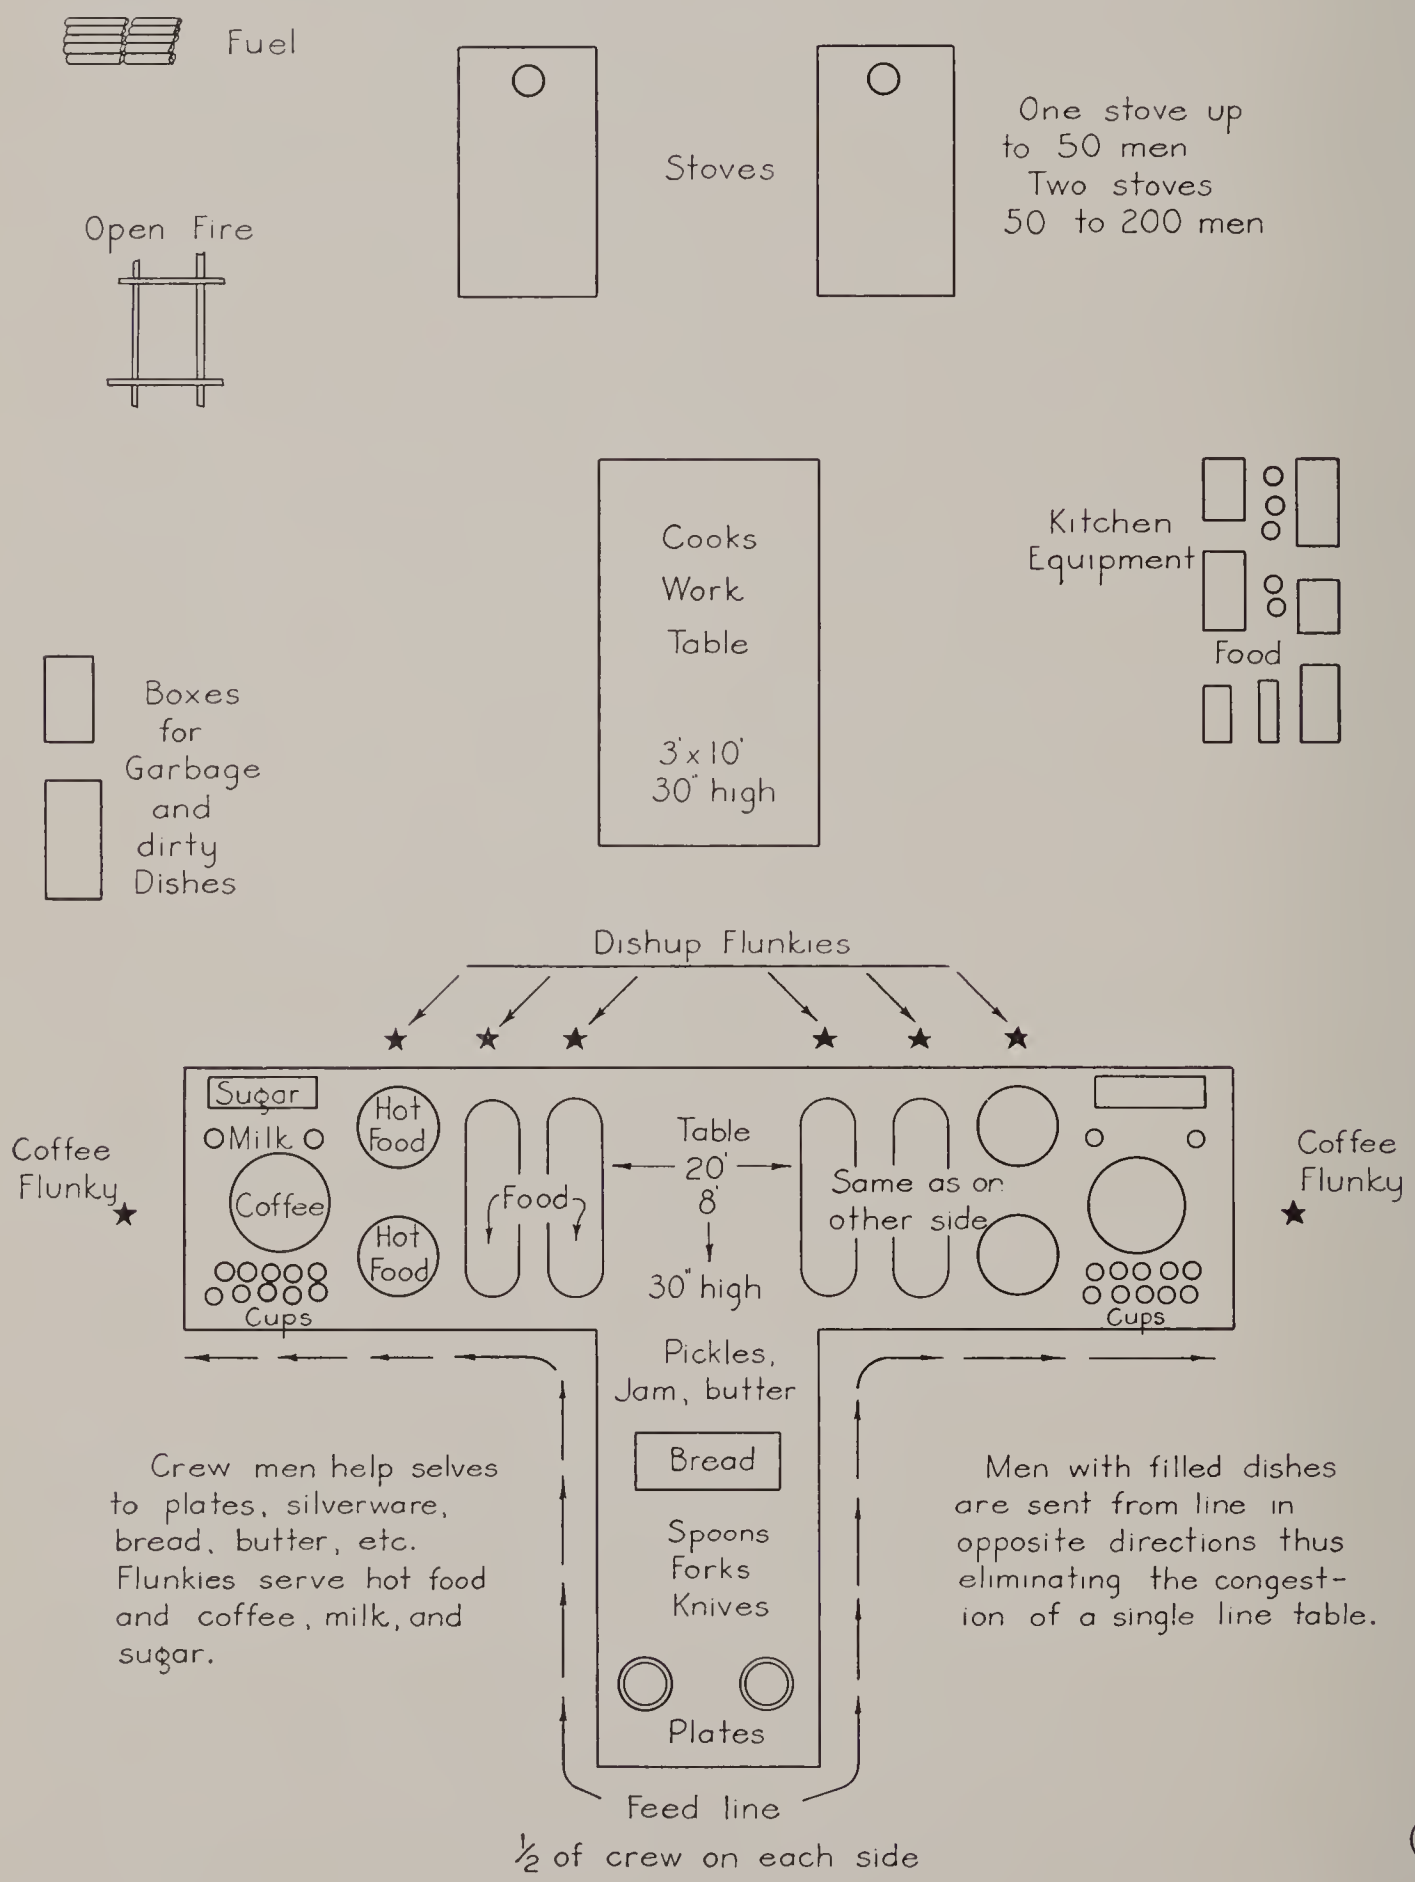 Fuel
Stoves
One stove up
to 50 men
Two stoves
50 to 200 men
Open Fire
Cooks
Work
Table
3' x 10'
30" high
Kitchen
Equipment
Food
Boxes
for
Garbage
and
dirty
Dishes
Dishup Flunkies
Coffee
Flunky
Sugar
Milk
Coffee
Cups
Hot
Food
Hot
Food
Food
Table
20'
8'
30" high
Same as on
other side
Cups
Coffee
Flunky
Pickles,
Jam, butter
Bread
Spoons
Forks
Knives
Plates
Crew men help selves
to plates, silverware,
bread, butter, etc.
Flunkies serve hot food
and coffee, milk, and
sugar.
Men with filled dishes
are sent from line in
opposite directions thus
eliminating the congest-
ion of a single line table.
Feed line
½ of crew on each side